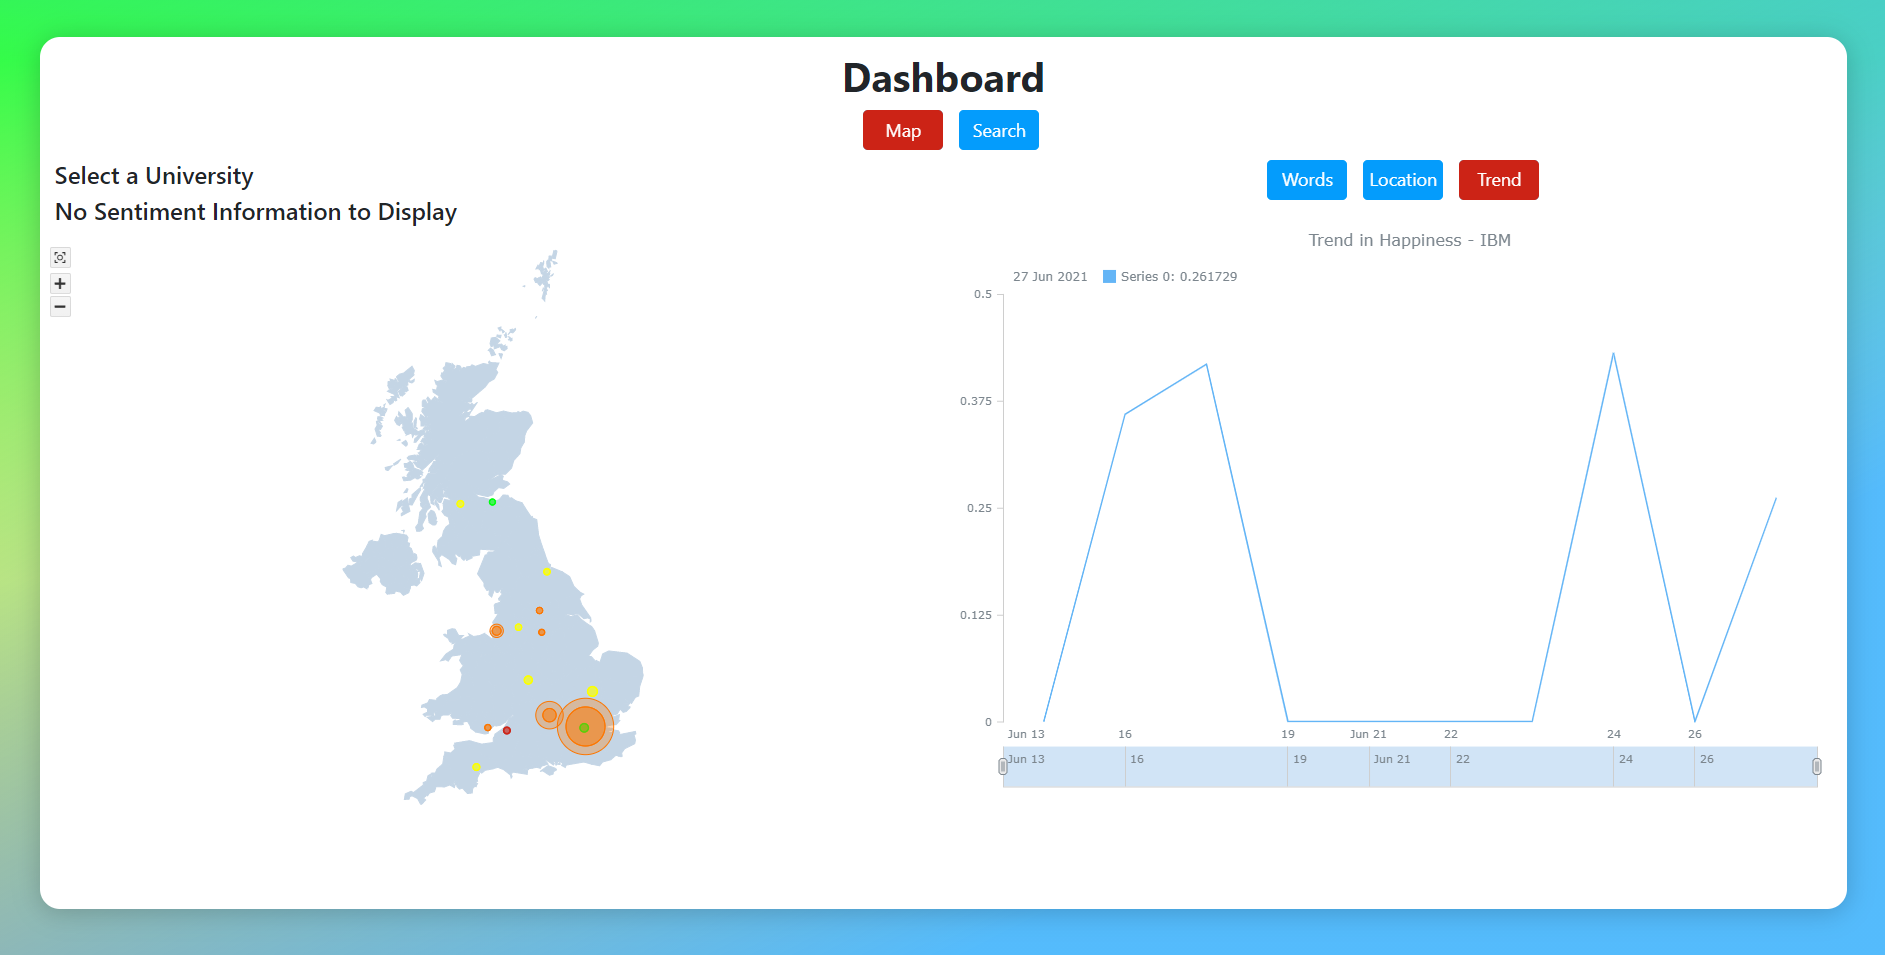 Dashboard
Map Search
Select a University
No Sentiment Information to Display
+
−
Words Location Trend
Trend in Happiness - IBM
27 Jun 2021 Series 0: 0.261729
0.5
0.375
0.25
0.125
0
Jun 13 16 19 Jun 21 22 24 26
Jun 13 16 19 Jun 21 22 24 26